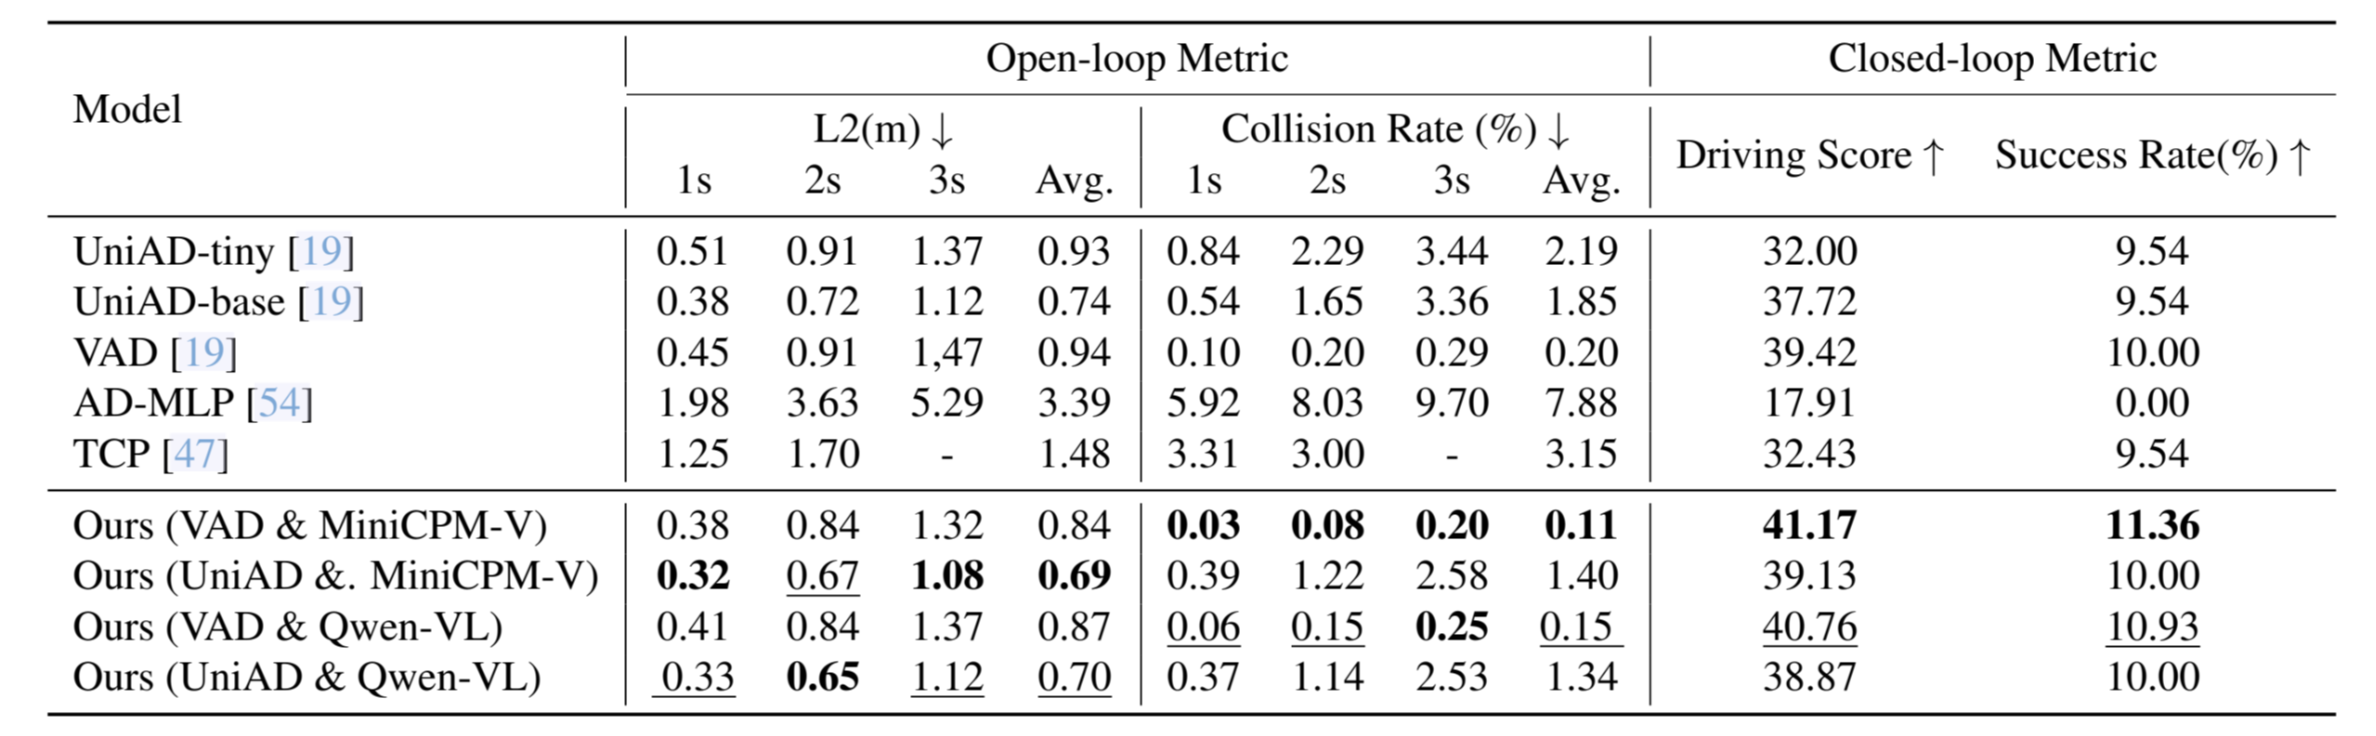 Open-loop Metric Closed-loop Metric
Model
L2(m) ↓ Collision Rate (%) ↓ Driving Score ↑ Success Rate(%) ↑
1s 2s 3s Avg. 1s 2s 3s Avg.
UniAD-tiny [19] 0.51 0.91 1.37 0.93 0.84 2.29 3.44 2.19 32.00 9.54
UniAD-base [19] 0.38 0.72 1.12 0.74 0.54 1.65 3.36 1.85 37.72 9.54
VAD [19] 0.45 0.91 1,47 0.94 0.10 0.20 0.29 0.20 39.42 10.00
AD-MLP [54] 1.98 3.63 5.29 3.39 5.92 8.03 9.70 7.88 17.91 0.00
TCP [47] 1.25 1.70 - 1.48 3.31 3.00 - 3.15 32.43 9.54
Ours (VAD & MiniCPM-V) 0.38 0.84 1.32 0.84 0.03 0.08 0.20 0.11 41.17 11.36
Ours (UniAD &. MiniCPM-V) 0.32 0.67 1.08 0.69 0.39 1.22 2.58 1.40 39.13 10.00
Ours (VAD & Qwen-VL) 0.41 0.84 1.37 0.87 0.06 0.15 0.25 0.15 40.76 10.93
Ours (UniAD & Qwen-VL) 0.33 0.65 1.12 0.70 0.37 1.14 2.53 1.34 38.87 10.00